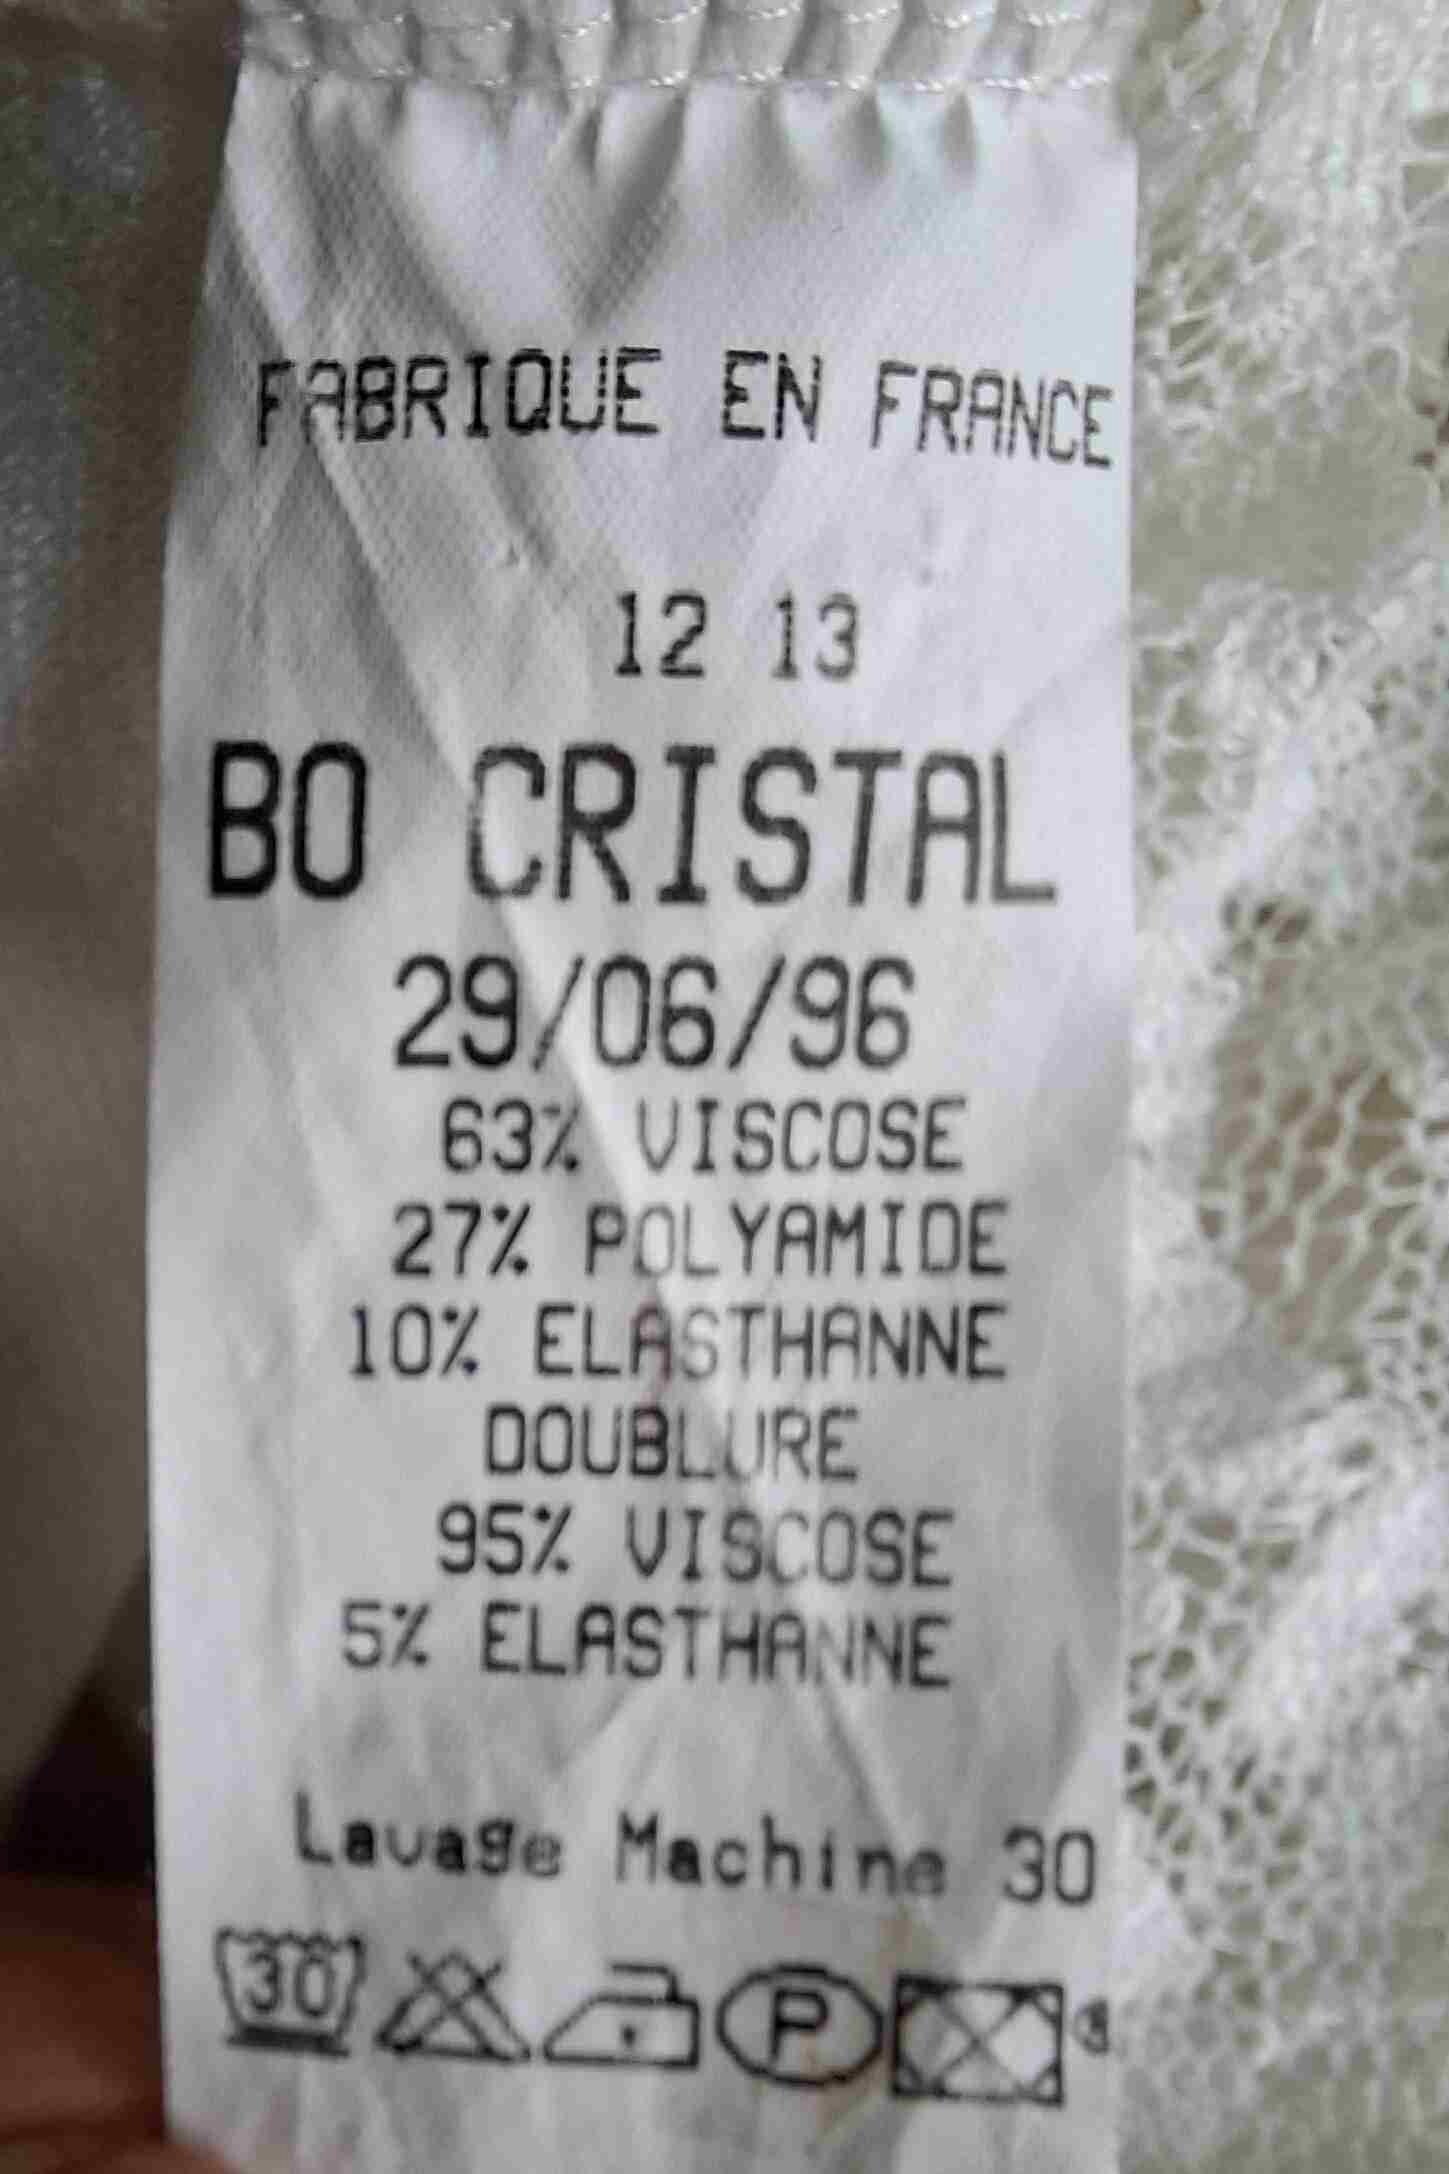 FABRIQUE EN FRANCE
12 13
BO CRISTAL
29/06/96
63% VISCOSE
27% POLYAMIDE
10% ELASTHANNE
DOUBLURE
95% VISCOSE
5% ELASTHANNE
Lavage Machine 30
30 P